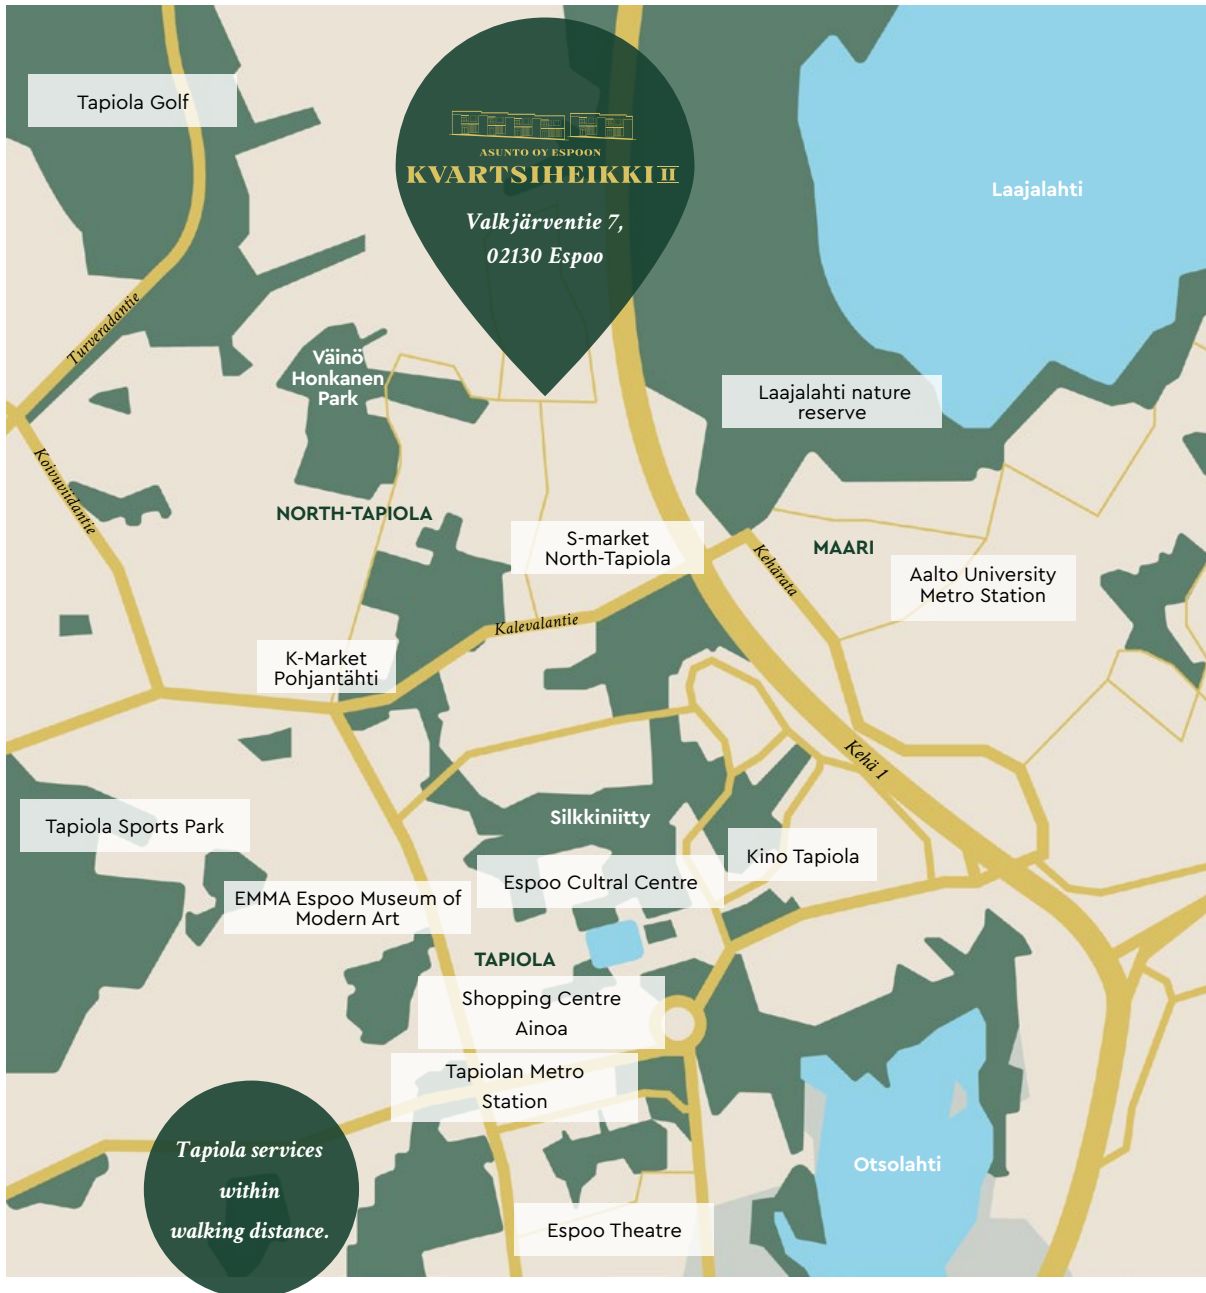 Tapiola Golf
ASUNTO OY ESPOON
KVARTSIHEIKKI II
Valkjärventie 7,
02130 Espoo
Laajalahti
Turveradantie
Väinö
Honkanen
Park
Laajalahti nature
reserve
Koivuviidantie
NORTH-TAPIOLA
S-market
North-Tapiola
Kehärata
MAARI
Aalto University
Metro Station
Kalevalantie
K-Market
Pohjantähti
Kehä 1
Tapiola Sports Park
Silkkiniitty
Kino Tapiola
Espoo Cultral Centre
EMMA Espoo Museum of
Modern Art
TAPIOLA
Shopping Centre
Ainoa
Tapiolan Metro
Station
Tapiola services
within
walking distance.
Otsolahti
Espoo Theatre